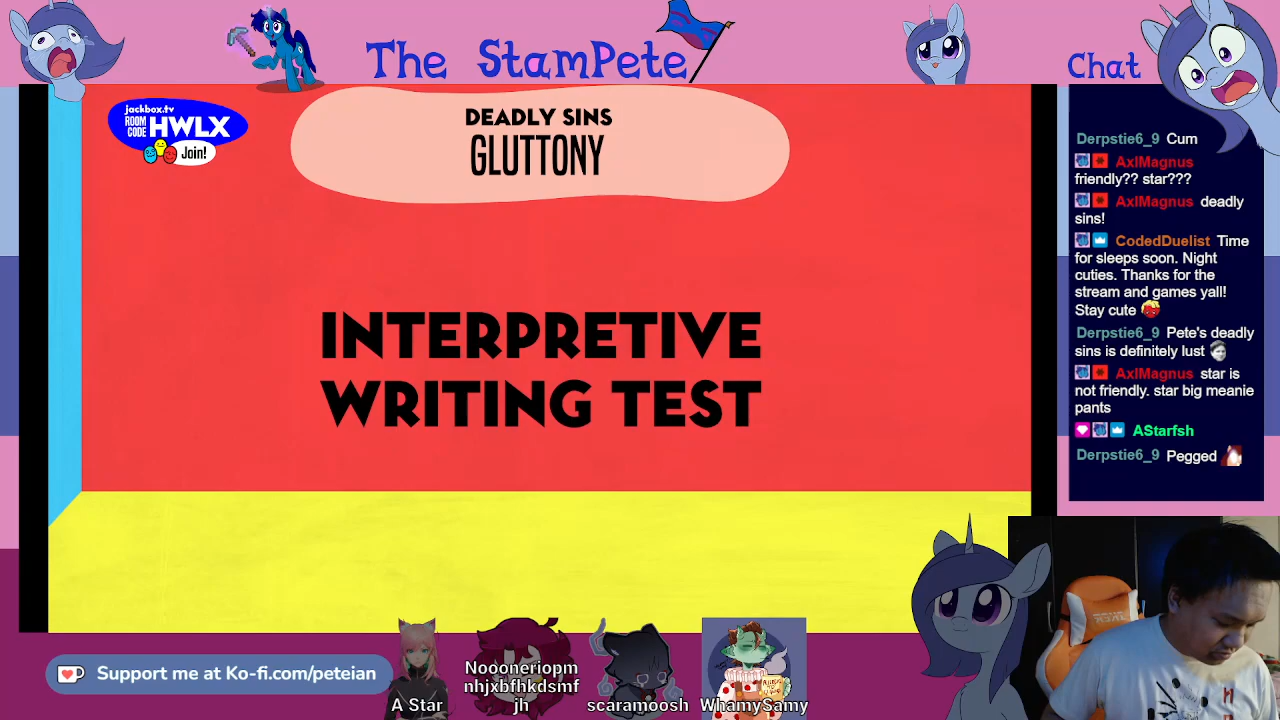 The StamPete
Chat
jackbox.tv
ROOM
CODE
HWLX
Join!
DEADLY SINS
GLUTTONY
INTERPRETIVE
WRITING TEST
Derpstie6_9 Cum
AxlMagnus
friendly?? star???
AxlMagnus deadly
sins!
CodedDuelist Time
for sleeps soon. Night
cuties. Thanks for the
stream and games yall!
Stay cute
Derpstie6_9 Pete's deadly
sins is definitely lust
AxlMagnus star is
not friendly. star big meanie
pants
AStarfsh
Derpstie6_9 Pegged
Support me at Ko-fi.com/peteian
A Star
Noooneriopm
nhjxbfhkdsmf
jh
scaramoosh
WhamySamy